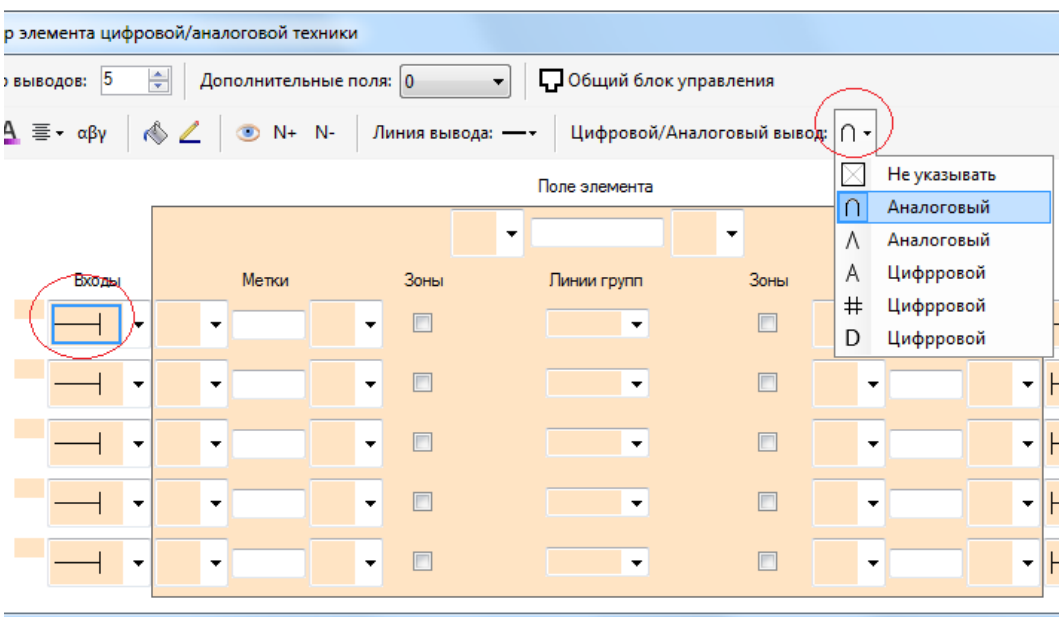 р элемента цифровой/аналоговой техники
выводов: 5 Дополнительные поля: 0 Общий блок управления
A αβγ N+ N- Линия вывода: Цифровой/Аналоговый вывод: ∩
Не указывать
Поле элемента
∩ Аналоговый
Λ Аналоговый
Входы Метки Зоны Линии групп Зоны
A Цифрровой
# Цифрровой
D Цифрровой